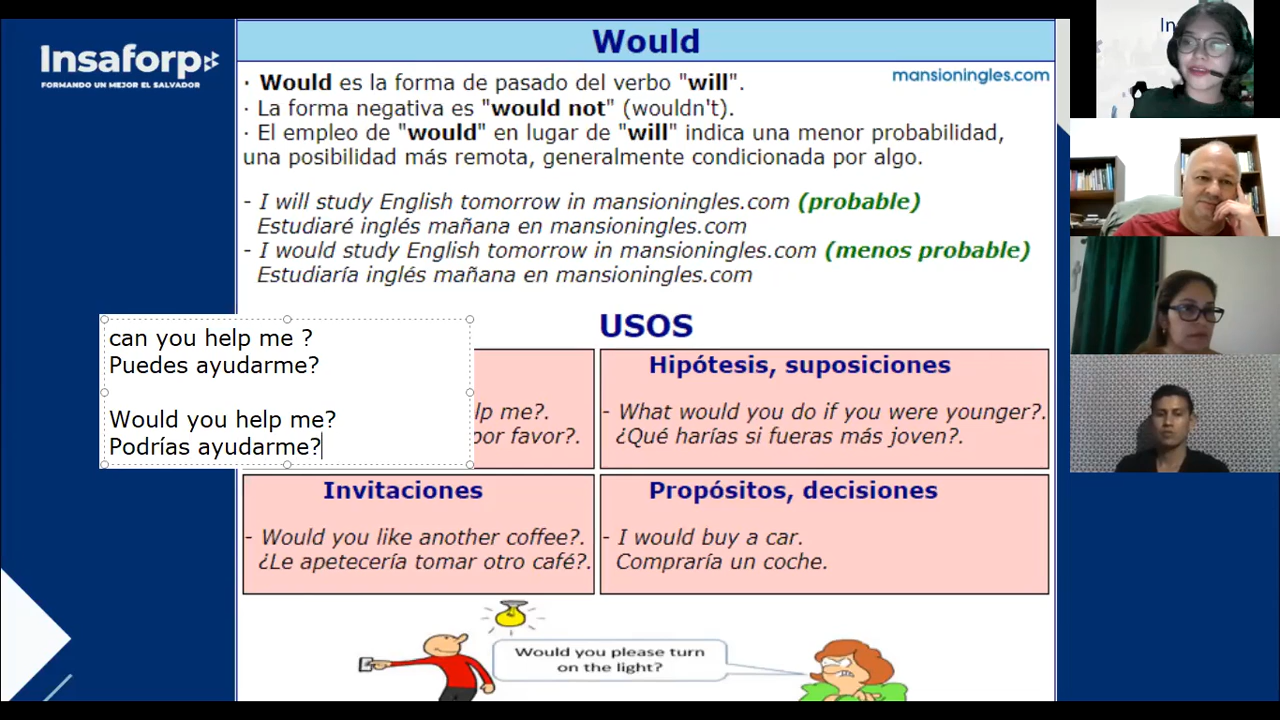 Insaforp
FORMANDO UN MEJOR EL SALVADOR
Would
mansioningles.com
· Would es la forma de pasado del verbo "will".
· La forma negativa es "would not" (wouldn't).
· El empleo de "would" en lugar de "will" indica una menor probabilidad,
una posibilidad más remota, generalmente condicionada por algo.
- I will study English tomorrow in mansioningles.com (probable)
Estudiaré inglés mañana en mansioningles.com
- I would study English tomorrow in mansioningles.com (menos probable)
Estudiaría inglés mañana en mansioningles.com
USOS
can you help me ?
Puedes ayudarme?
Would you help me?
Podrías ayudarme?
lp me?.
por favor?.
Hipótesis, suposiciones
- What would you do if you were younger?.
¿Qué harías si fueras más joven?.
Invitaciones
- Would you like another coffee?.
¿Le apetecería tomar otro café?.
Propósitos, decisiones
- I would buy a car.
Compraría un coche.
Would you please turn
on the light?
In